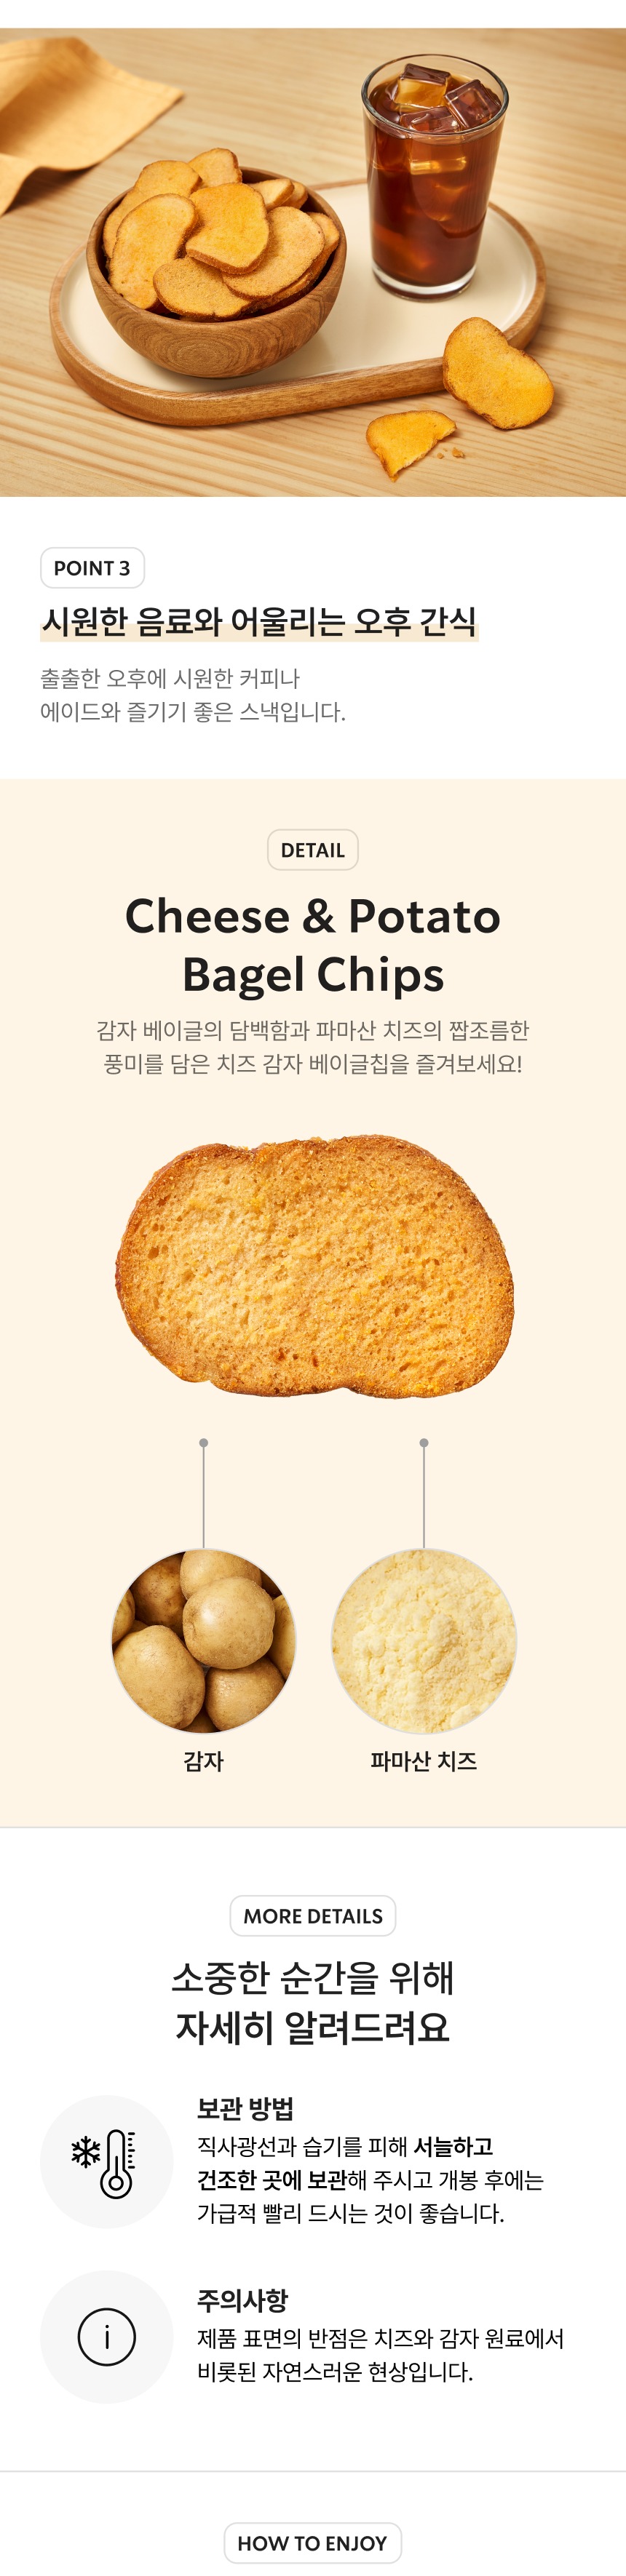 POINT 3
시원한 음료와 어울리는 오후 간식
출출한 오후에 시원한 커피나
에이드와 즐기기 좋은 스낵입니다.
DETAIL
Cheese & Potato
Bagel Chips
감자 베이글의 담백함과 파마산 치즈의 짭조름한
풍미를 담은 치즈 감자 베이글칩을 즐겨보세요!
감자
파마산 치즈
MORE DETAILS
소중한 순간을 위해
자세히 알려드려요
보관 방법
직사광선과 습기를 피해 서늘하고
건조한 곳에 보관해 주시고 개봉 후에는
가급적 빨리 드시는 것이 좋습니다.
주의사항
제품 표면의 반점은 치즈와 감자 원료에서
비롯된 자연스러운 현상입니다.
HOW TO ENJOY